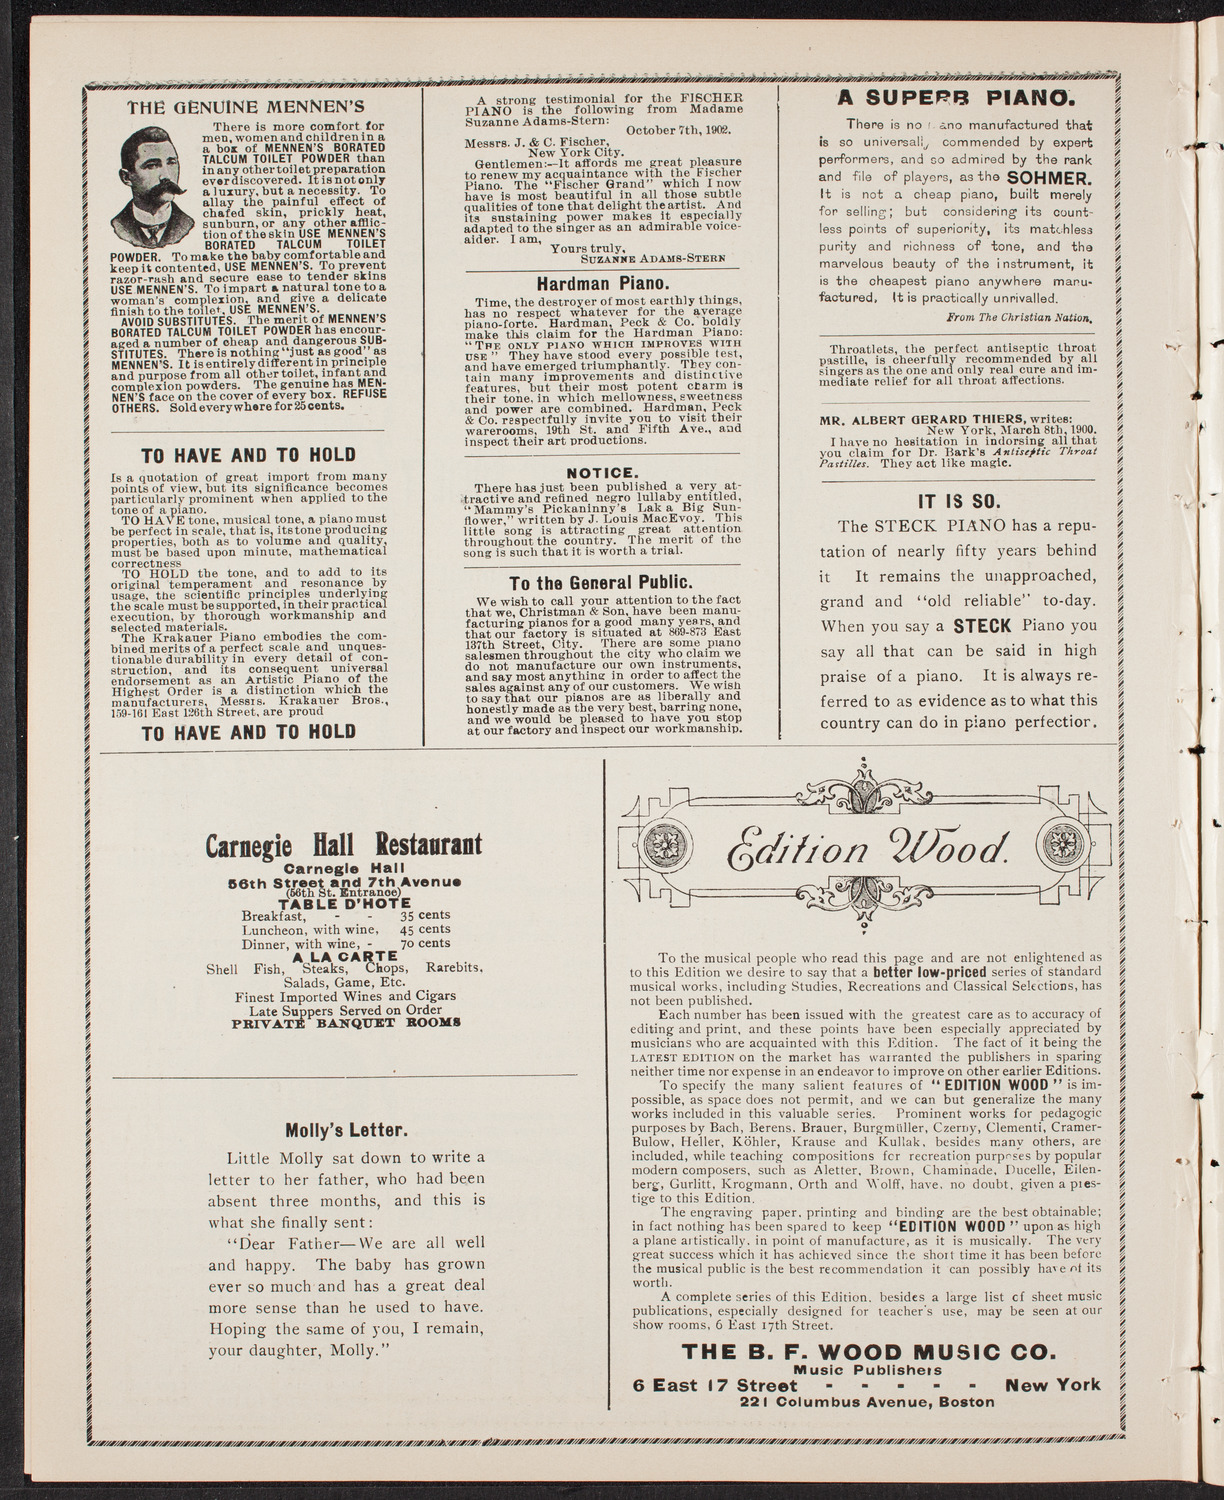 THE GENUINE MENNEN'S
There is more comfort for
men, women and children in a
a box of MENNEN'S BORATED
TALCUM TOILET POWDER than
in any other toilet preparation
ever discovered. It is not only
a luxury, but a necessity. To
allay the painful effect of
chafed skin, prickly heat,
sunburn, or any other afflic-
tion of the skin USE MENNEN'S
BORATED TALCUM TOILET
POWDER. To make the baby comfortable and
keep it contented, USE MENNEN'S. To prevent
razor-rash and secure ease to tender skins
USE MENNEN'S. To impart a natural tone to a
woman's complexion, and give a delicate
finish to the toilet, USE MENNEN'S.
AVOID SUBSTITUTES. The merit of MENNEN'S
BORATED TALCUM TOILET POWDER has encour-
aged a number of cheap and dangerous SUB-
STITUTES. There is nothing "just as good" as
MENNEN'S. It is entirely different in principle
and purpose from all other toilet, infant and
complexion powders. The genuine has MEN-
NEN'S face on the cover of every box. REFUSE
OTHERS. Sold everywhere for 25 cents.
TO HAVE AND TO HOLD
Is a quotation of great import from many
points of view, but its significance becomes
particularly prominent when applied to the
tone of a piano.
TO HAVE tone, musical tone, a piano must
be perfect in scale, that is, its tone producing
properties, both as to volume and quality,
must be based upon minute, mathematical
correctness
TO HOLD the tone, and to add to its
original temperament and resonance by
usage, the scientific principles underlying
the scale must be supported, in their practical
execution, by thorough workmanship and
selected materials.
The Krakauer Piano embodies the com-
bined merits of a perfect scale and unques-
tionable durability in every detail of con-
struction, and its consequent universal
endorsement as an Artistic Piano of the
Highest Order is a distinction which the
manufacturers, Messrs. Krakauer Bros.,
159-161 East 126th Street, are proud
TO HAVE AND TO HOLD
A strong testimonial for the FISCHER
PIANO is the following from Madame
Suzanne Adams-Stern:
October 7th, 1902.
Messrs. J. & C. Fischer,
New York City.
Gentlemen:—It affords me great pleasure
to renew my acquaintance with the Fischer
Piano. The "Fischer Grand" which I now
have is most beautiful in all those subtle
qualities of tone that delight the artist. And
its sustaining power makes it especially
adapted to the singer as an admirable voice-
aider. I am,
Yours truly,
SUZANNE ADAMS-STERN
Hardman Piano.
Time, the destroyer of most earthly things,
has no respect whatever for the average
piano-forte. Hardman, Peck & Co. boldly
make this claim for the Hardman Piano:
"THE ONLY PIANO WHICH IMPROVES WITH
USE" They have stood every possible test,
and have emerged triumphantly. They con-
tain many improvements and distinctive
features, but their most potent charm is
their tone, in which mellowness, sweetness
and power are combined. Hardman, Peck
& Co. respectfully invite you to visit their
warerooms, 19th St. and Fifth Ave., and
inspect their art productions.
NOTICE.
There has just been published a very at-
tractive and refined negro lullaby entitled,
"Mammy's Pickaninny's Lak a Big Sun-
flower," written by J. Louis MacEvoy. This
little song is attracting great attention
throughout the country. The merit of the
song is such that it is worth a trial.
To the General Public.
We wish to call your attention to the fact
that we, Christman & Son, have been manu-
facturing pianos for a good many years, and
that our factory is situated at 869-873 East
137th Street, City. There are some piano
salesmen throughout the city who claim we
do not manufacture our own instruments,
and say most anything in order to affect the
sales against any of our customers. We wish
to say that our pianos are as liberally and
honestly made as the very best, barring none,
and we would be pleased to have you stop
at our factory and inspect our workmanship.
A SUPERB PIANO.
There is no ano manufactured that
is so universally commended by expert
performers, and so admired by the rank
and file of players, as the SOHMER.
It is not a cheap piano, built merely
for selling; but considering its count-
less points of superiority, its matchless
purity and richness of tone, and the
marvelous beauty of the instrument, it
is the cheapest piano anywhere manu-
factured. It is practically unrivalled.
From The Christian Nation.
Throatlets, the perfect antiseptic throat
pastille, is cheerfully recommended by all
singers as the one and only real cure and im-
mediate relief for all throat affections.
MR. ALBERT GERARD THIERS, writes:
New York, March 8th, 1900.
I have no hesitation in indorsing all that
you claim for Dr. Bark's Antiseptic Throat
Pastilles. They act like magic.
IT IS SO.
The STECK PIANO has a repu-
tation of nearly fifty years behind
it It remains the unapproached,
grand and "old reliable" to-day.
When you say a STECK Piano you
say all that can be said in high
praise of a piano. It is always re-
ferred to as evidence as to what this
country can do in piano perfection.
Carnegie Hall Restaurant
Carnegie Hall
56th Street and 7th Avenue
(56th St. Entrance)
TABLE D'HOTE
Breakfast, - - 35 cents
Luncheon, with wine, 45 cents
Dinner, with wine, - 70 cents
A LA CARTE
Shell Fish, Steaks, Chops, Rarebits,
Salads, Game, Etc.
Finest Imported Wines and Cigars
Late Suppers Served on Order
PRIVATE BANQUET ROOMS
Molly's Letter.
Little Molly sat down to write a
letter to her father, who had been
absent three months, and this is
what she finally sent:
"Dear Father—We are all well
and happy. The baby has grown
ever so much and has a great deal
more sense than he used to have.
Hoping the same of you, I remain,
your daughter, Molly."
Edition Wood.
To the musical people who read this page and are not enlightened as
to this Edition we desire to say that a better low-priced series of standard
musical works, including Studies, Recreations and Classical Selections, has
not been published.
Each number has been issued with the greatest care as to accuracy of
editing and print, and these points have been especially appreciated by
musicians who are acquainted with this Edition. The fact of it being the
LATEST EDITION on the market has warranted the publishers in sparing
neither time nor expense in an endeavor to improve on other earlier Editions.
To specify the many salient features of "EDITION WOOD" is im-
possible, as space does not permit, and we can but generalize the many
works included in this valuable series. Prominent works for pedagogic
purposes by Bach, Berens, Brauer, Burgmüller, Czerny, Clementi, Cramer-
Bulow, Heller, Köhler, Krause and Kullak, besides many others, are
included, while teaching compositions for recreation purposes by popular
modern composers, such as Aletter, Brown, Chaminade, Ducelle, Eilen-
berg, Gurlitt, Krogmann, Orth and Wolff, have, no doubt, given a pres-
tige to this Edition.
The engraving paper, printing and binding are the best obtainable;
in fact nothing has been spared to keep "EDITION WOOD" upon as high
a plane artistically, in point of manufacture, as it is musically. The very
great success which it has achieved since the short time it has been before
the musical public is the best recommendation it can possibly have of its
worth.
A complete series of this Edition, besides a large list of sheet music
publications, especially designed for teacher's use, may be seen at our
show rooms, 6 East 17th Street.
THE B. F. WOOD MUSIC CO.
Music Publishers
6 East 17 Street - - - - - New York
221 Columbus Avenue, Boston